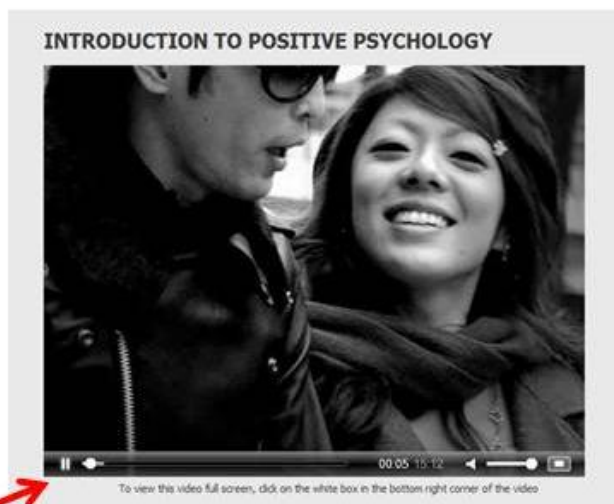 INTRODUCTION TO POSITIVE PSYCHOLOGY
00:05 15:12
To view this video full screen, click on the white box in the bottom right corner of the video